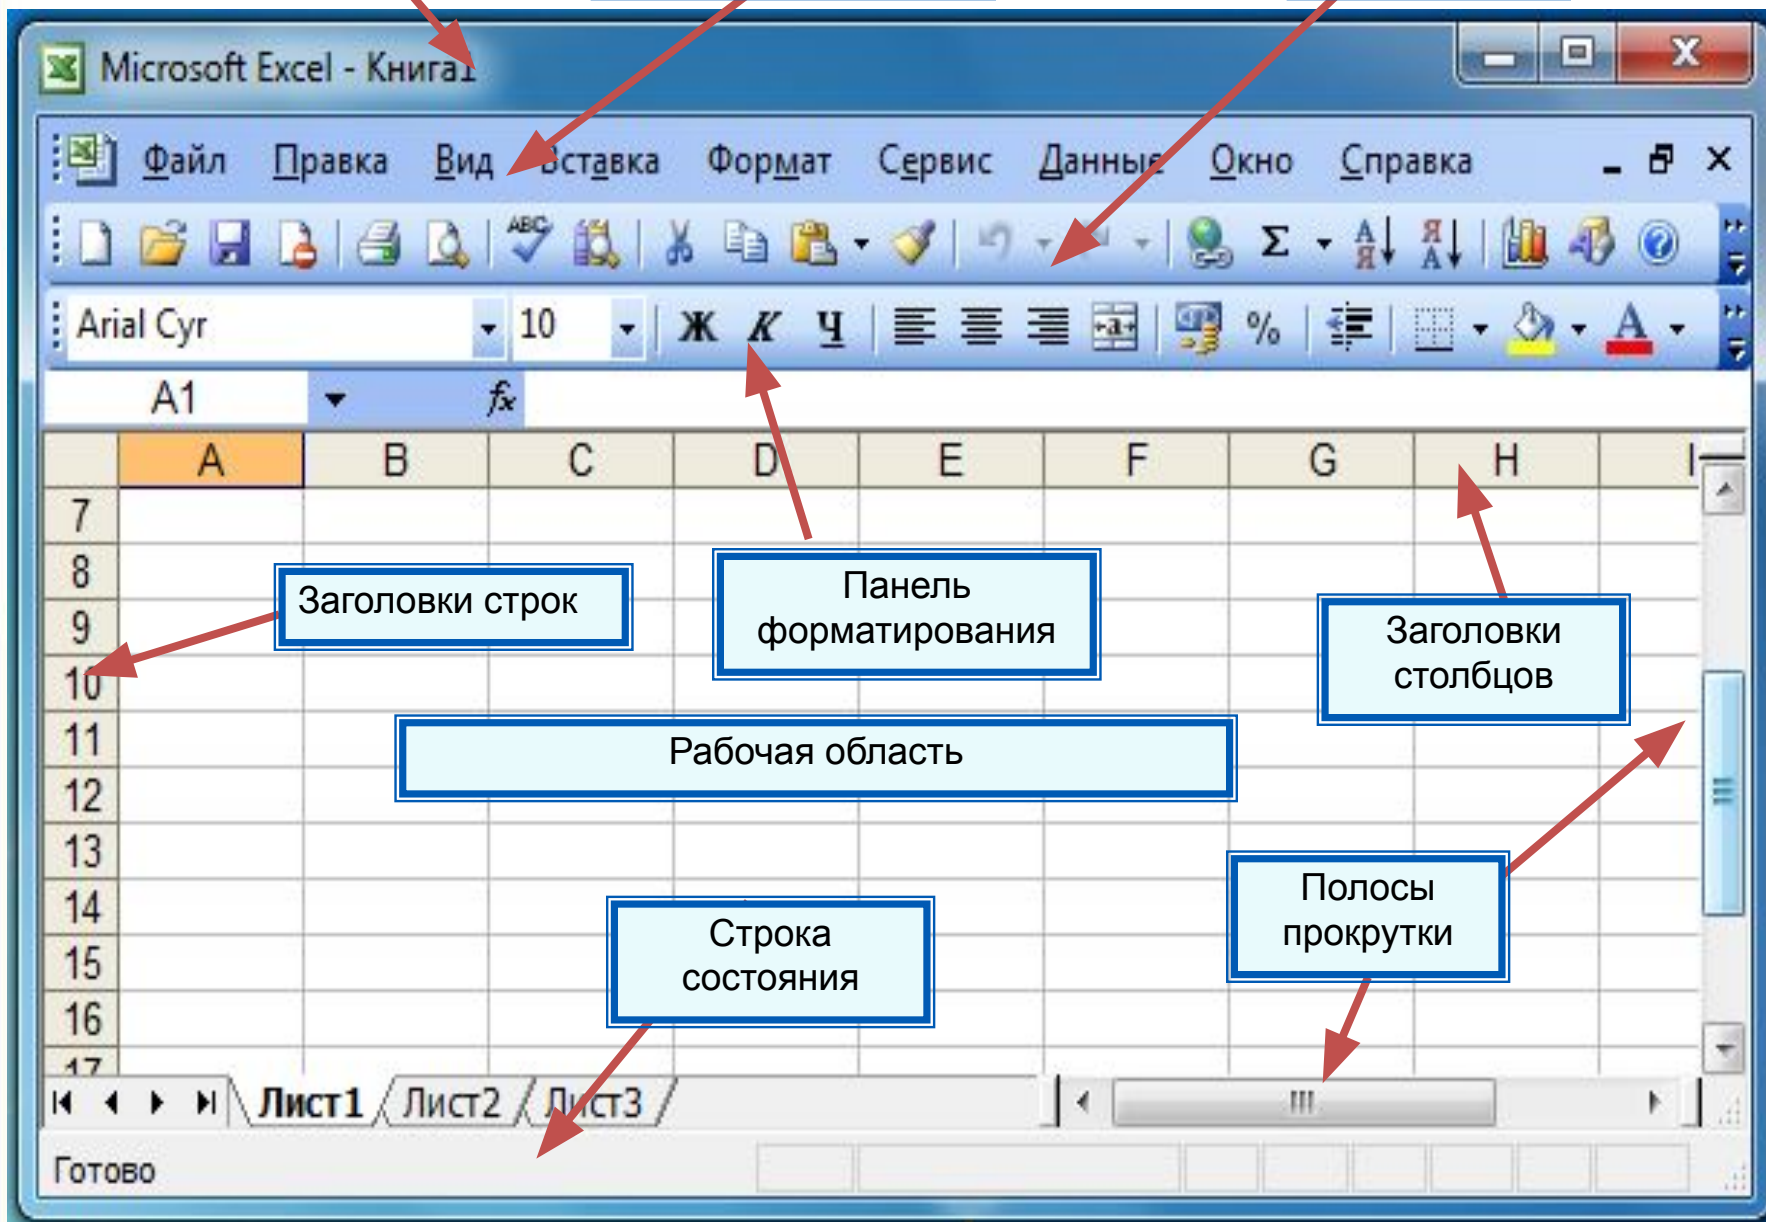 Microsoft Excel - Книга1
Файл Правка Вид Вставка Формат Сервис Данные Окно Справка
Arial Cyr 10 Ж К Ч %
A1 fx
A B C D E F G H I
7
8
Заголовки строк
Панель
форматирования
9
Заголовки
столбцов
10
11
Рабочая область
12
13
14
Полосы
прокрутки
Строка
состояния
15
16
17
Лист1 Лист2 Лист3
Готово